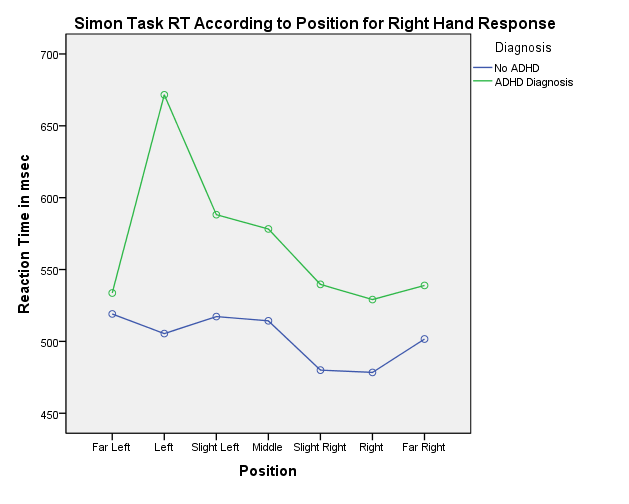 Simon Task RT According to Position for Right Hand Response
Diagnosis
No ADHD
ADHD Diagnosis
Reaction Time in msec
700
650
600
550
500
450
Far Left Left Slight Left Middle Slight Right Right Far Right
Position